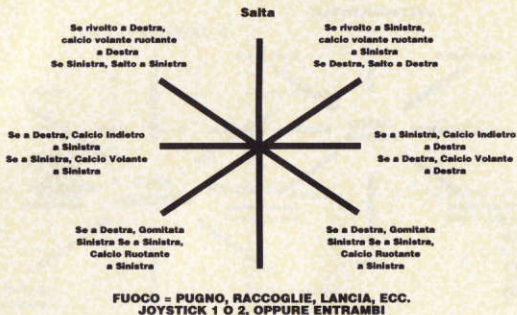 Salta
Se rivolto a Destra,
calcio volante ruotante
a Destra
Se Sinistra, Salto a Sinistra
Se rivolto a Sinistra,
calcio volante ruotante
a Sinistra
Se Destra, Salto a Destra
Se a Destra, Calcio Indietro
a Sinistra
Se a Sinistra, Calcio Volante
a Sinistra
Se a Sinistra, Calcio Indietro
a Destra
Se a Destra, Calcio Volante
a Destra
Se a Destra, Gomitata
Sinistra Se a Sinistra,
Calcio Ruotante
a Sinistra
Se a Destra, Gomitata
Sinistra Se a Sinistra,
Calcio Ruotante
a Sinistra
FUOCO = PUGNO, RACCOGLIE, LANCIA, ECC.
JOYSTICK 1 O 2, OPPURE ENTRAMBI